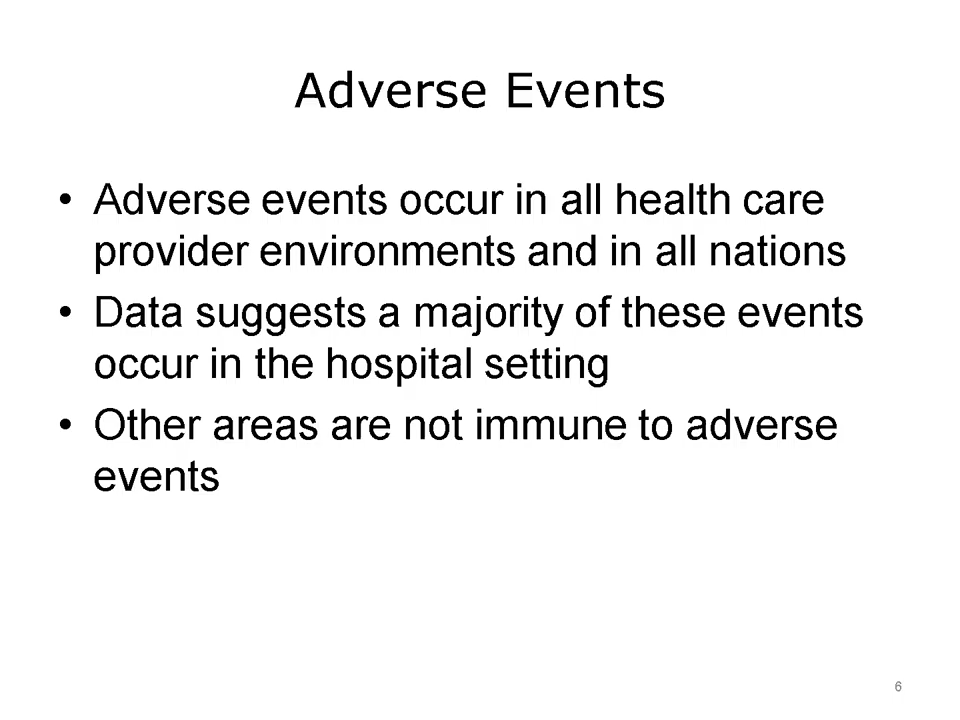 Adverse Events
• Adverse events occur in all health care
provider environments and in all nations
• Data suggests a majority of these events
occur in the hospital setting
• Other areas are not immune to adverse
events
6